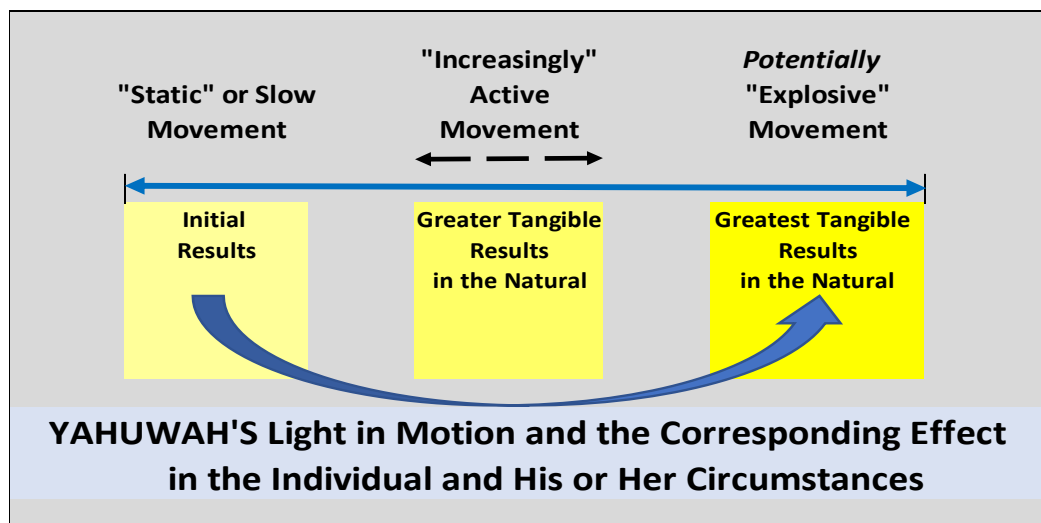 "Static" or Slow
Movement
"Increasingly"
Active
Movement
Potentially
"Explosive"
Movement
Initial
Results
Greater Tangible
Results
in the Natural
Greatest Tangible
Results
in the Natural
YAHUWAH'S Light in Motion and the Corresponding Effect
in the Individual and His or Her Circumstances